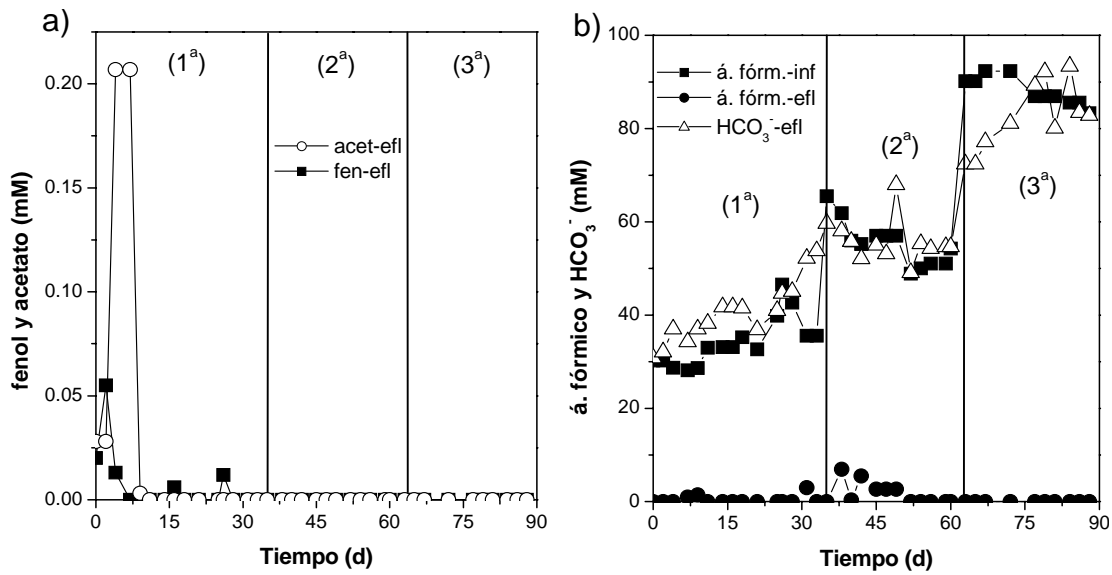 a)
(1ª)
(2ª)
(3ª)
acet-efl
fen-efl
0.20
0.15
0.10
0.05
0.00
fenol y acetato (mM)
0
15
30
45
60
75
90
Tiempo (d)
b)
á. fórm.-inf
á. fórm.-efl
HCO₃⁻-efl
(1ª)
(2ª)
(3ª)
100
80
60
40
20
0
á. fórmico y HCO₃⁻ (mM)
0
15
30
45
60
75
90
Tiempo (d)